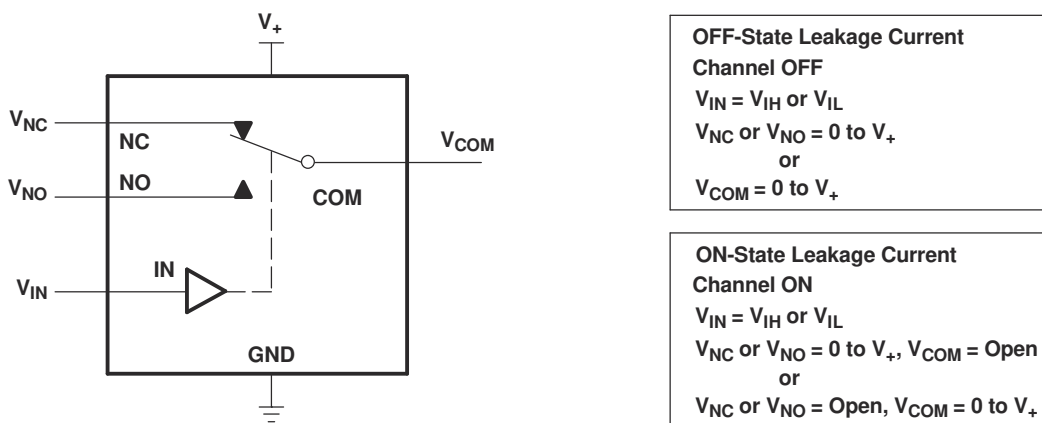 V+
VNC
NC
VCOM
VNO
NO
COM
IN
VIN
GND
OFF-State Leakage Current
Channel OFF
VIN = VIH or VIL
VNC or VNO = 0 to V+
or
VCOM = 0 to V+
ON-State Leakage Current
Channel ON
VIN = VIH or VIL
VNC or VNO = 0 to V+, VCOM = Open
or
VNC or VNO = Open, VCOM = 0 to V+